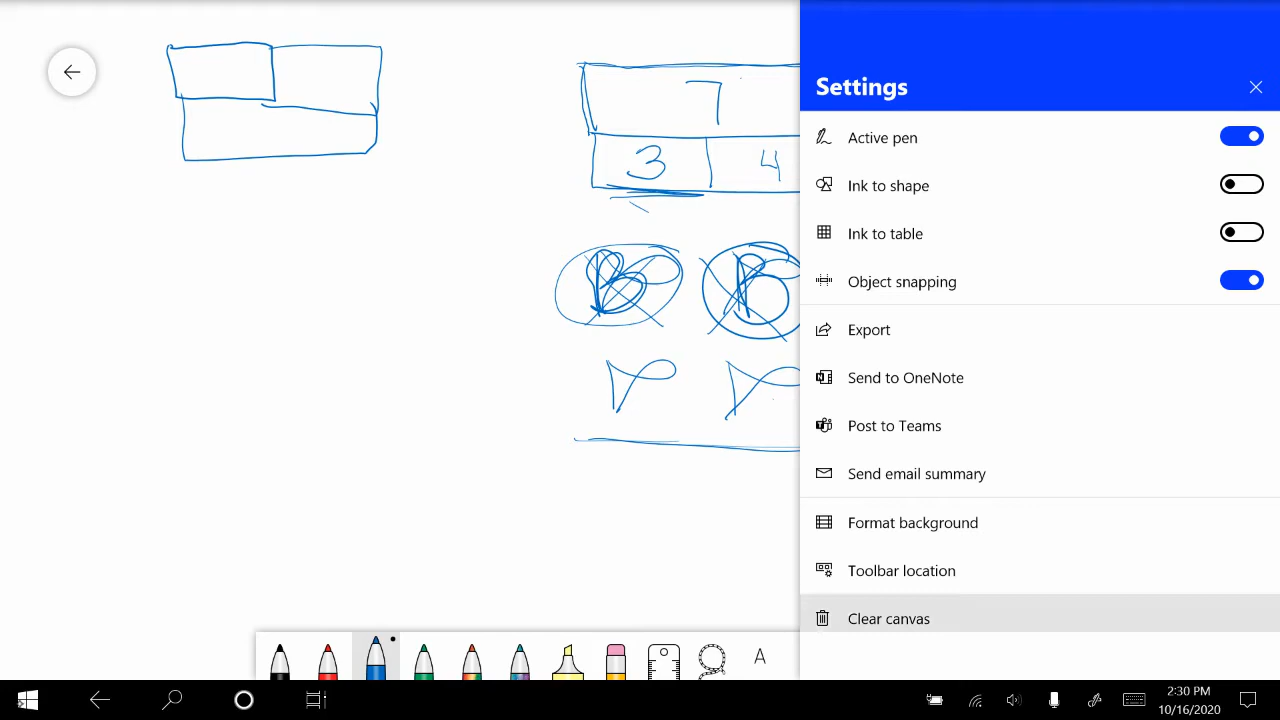 7
3 4
B B
Settings
Active pen
Ink to shape
Ink to table
Object snapping
Export
Send to OneNote
Post to Teams
Send email summary
Format background
Toolbar location
Clear canvas
A
2:30 PM
10/16/2020